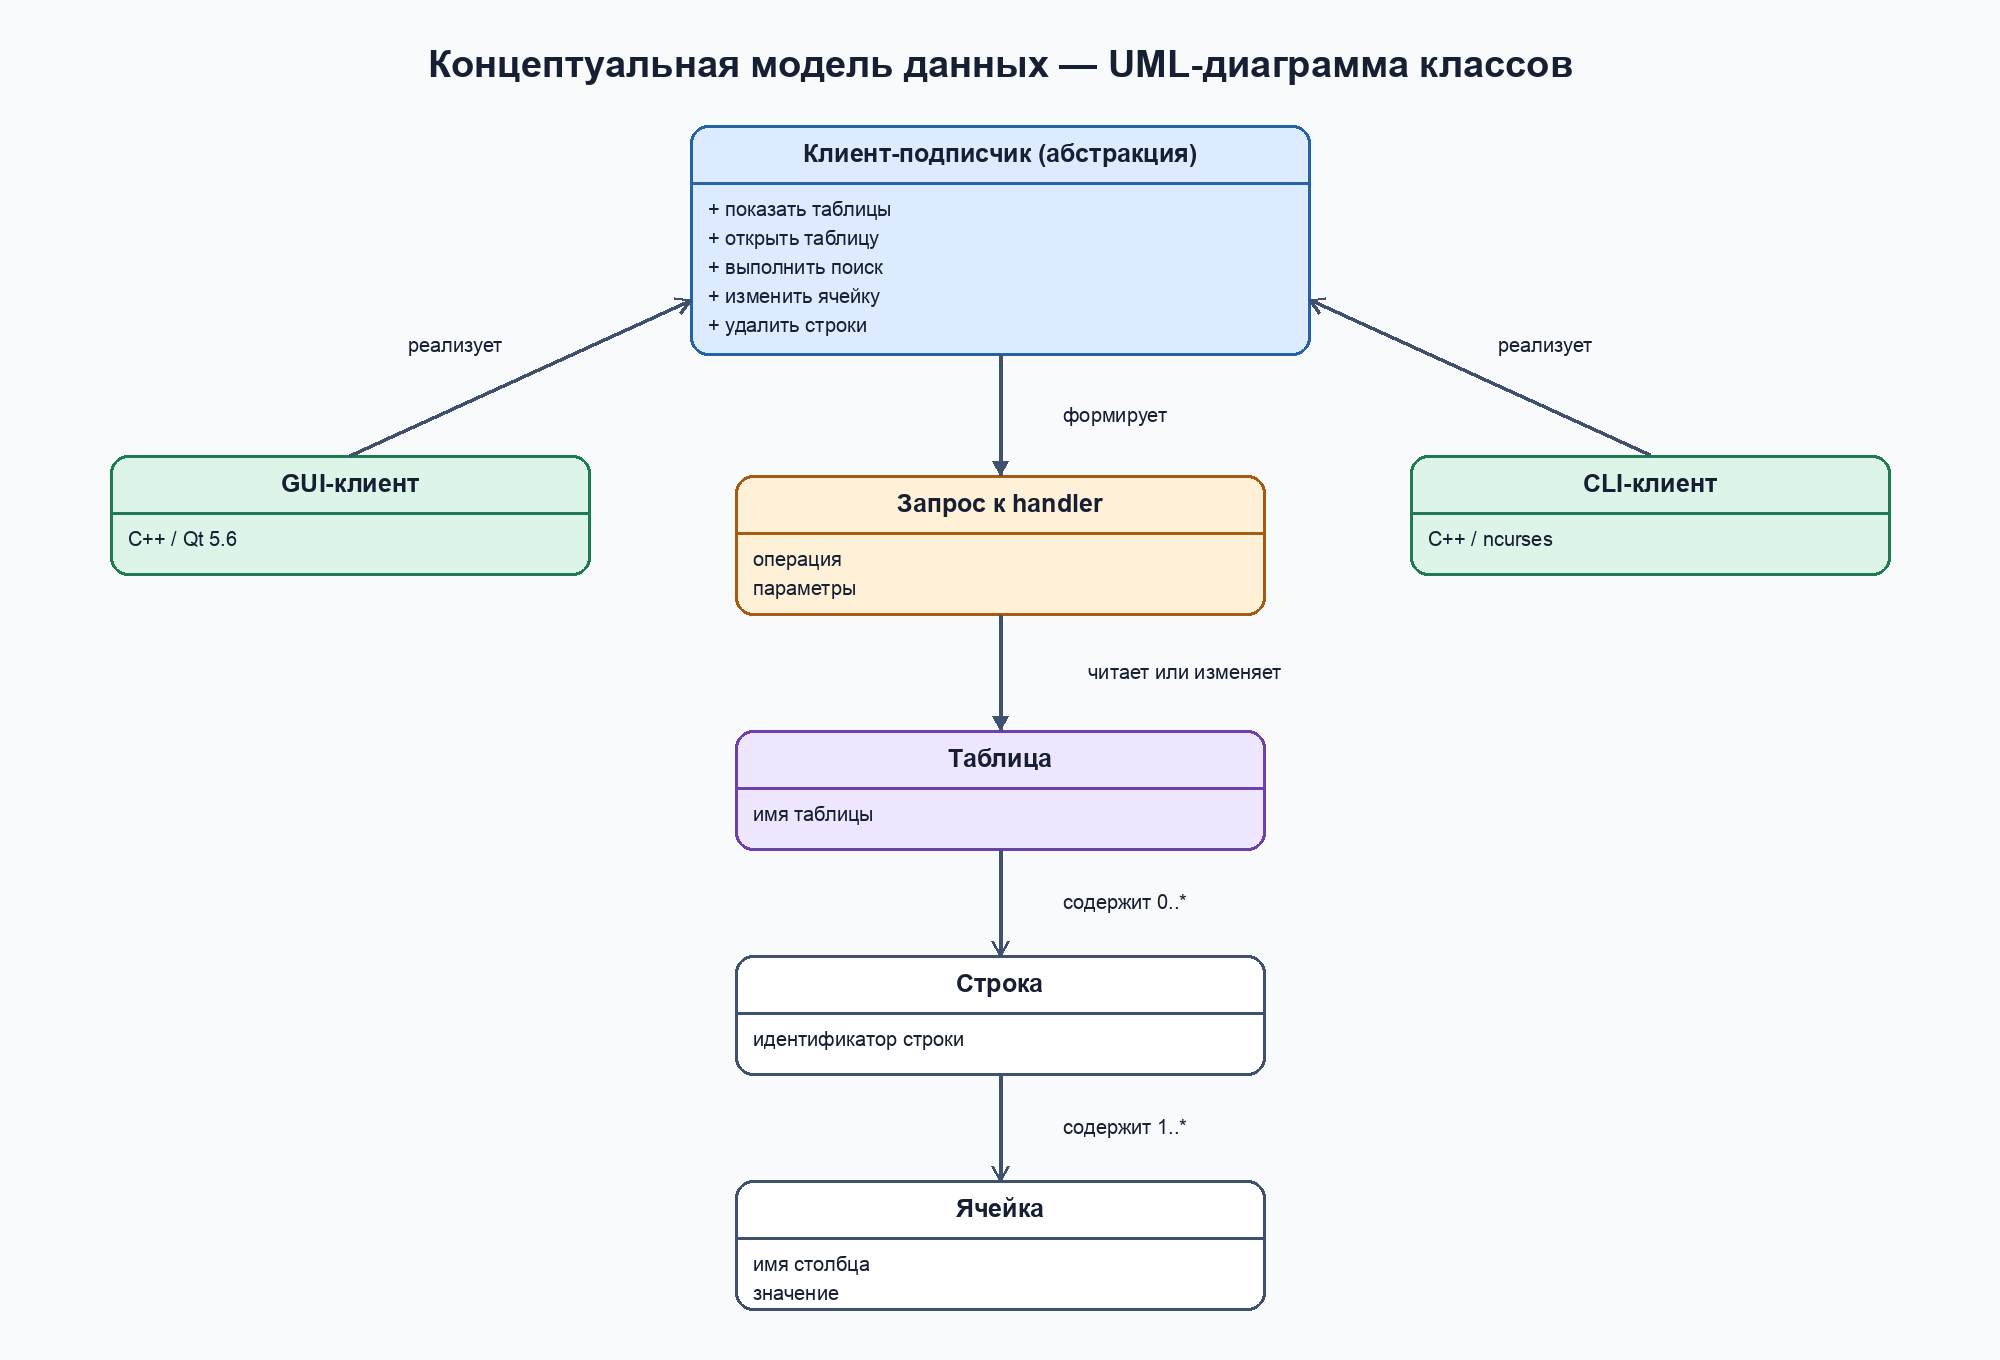 Концептуальная модель данных — UML-диаграмма классов
Клиент-подписчик (абстракция)
+ показать таблицы
+ открыть таблицу
+ выполнить поиск
+ изменить ячейку
+ удалить строки
реализует
реализует
формирует
GUI-клиент
C++ / Qt 5.6
Запрос к handler
операция
параметры
CLI-клиент
C++ / ncurses
читает или изменяет
Таблица
имя таблицы
содержит 0..*
Строка
идентификатор строки
содержит 1..*
Ячейка
имя столбца
значение